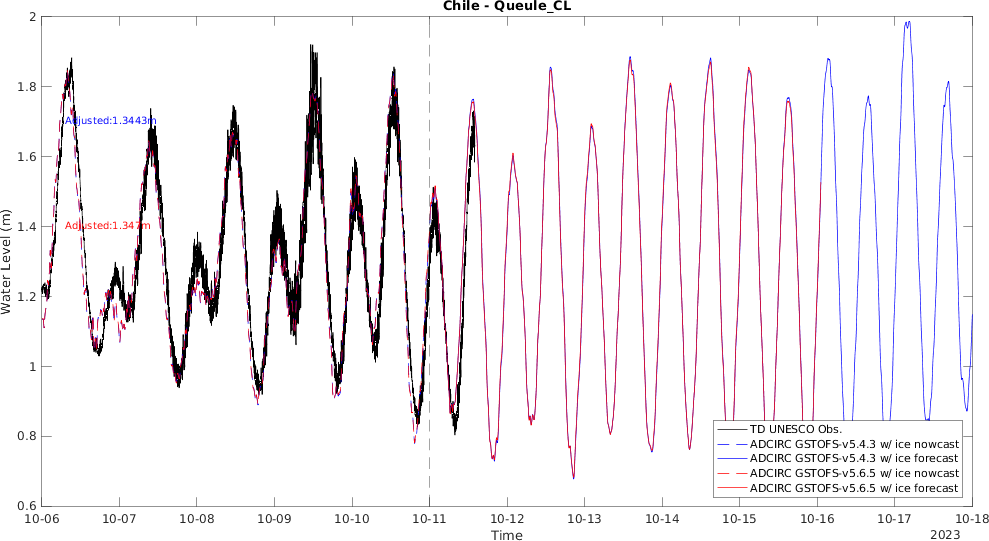 Chile - Queule_CL
2
1.8
1.6
1.4
1.2
1
0.8
0.6
Water Level (m)
Adjusted:1.3443m
Adjusted:1.347m
TD UNESCO Obs.
ADCIRC GSTOFS-v5.4.3 w/ ice nowcast
ADCIRC GSTOFS-v5.4.3 w/ ice forecast
ADCIRC GSTOFS-v5.6.5 w/ ice nowcast
ADCIRC GSTOFS-v5.6.5 w/ ice forecast
10-06 10-07 10-08 10-09 10-10 10-11 10-12 10-13 10-14 10-15 10-16 10-17 10-18
Time
2023